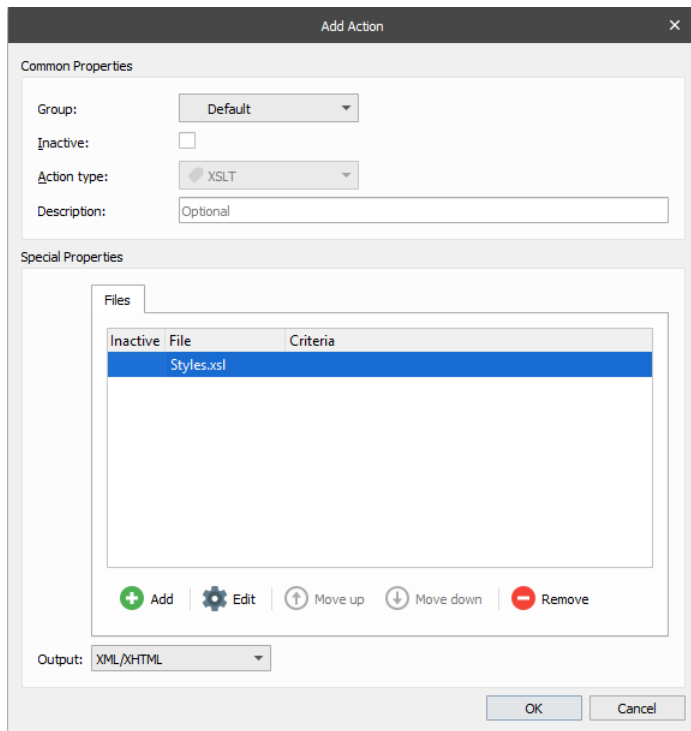 Add Action
Common Properties
Group: Default
Inactive:
Action type: XSLT
Description: Optional
Special Properties
Files
Inactive File Criteria
Styles.xsl
Add Edit Move up Move down Remove
Output: XML/XHTML
OK Cancel